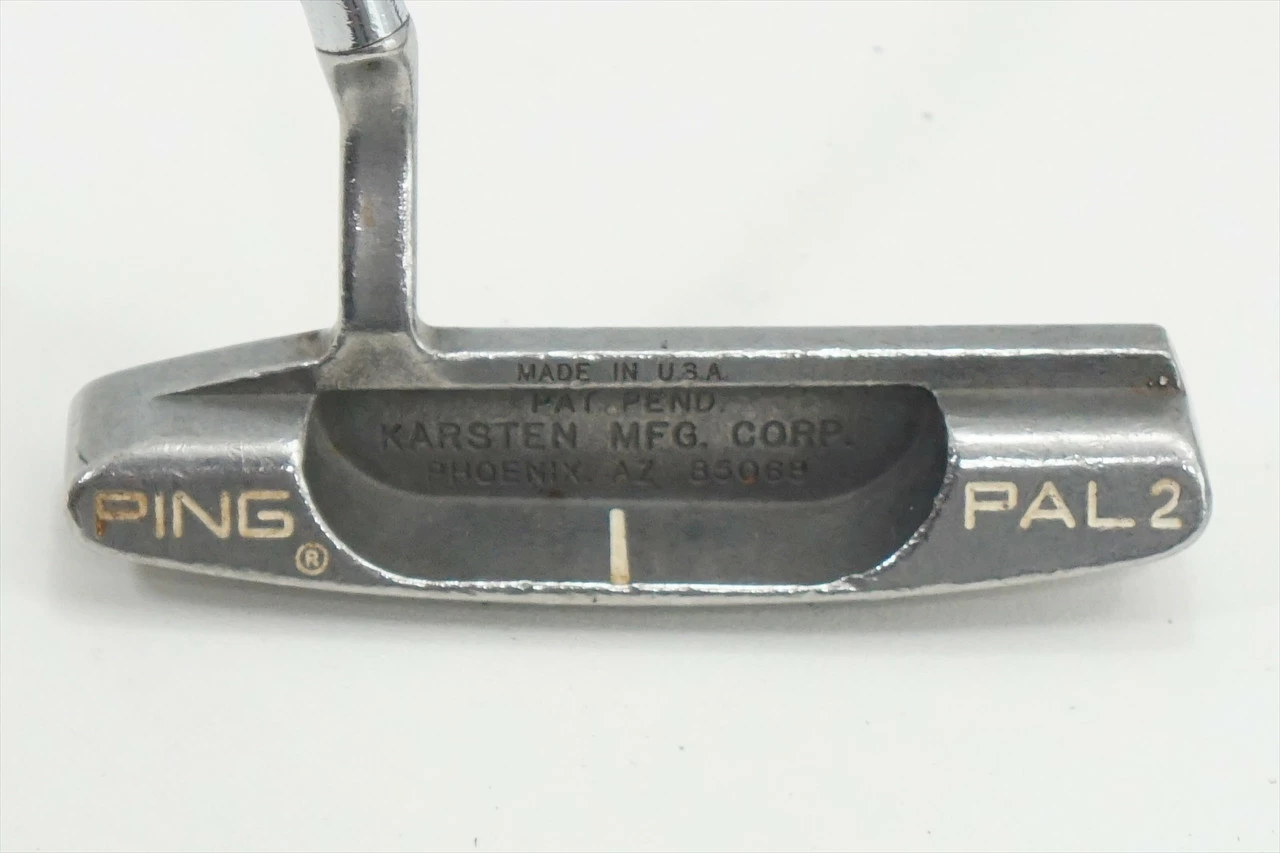 MADE IN U.S.A.
PAT. PEND.
KARSTEN MFG. CORP.
PHOENIX, AZ 85068
PING ®
PAL 2